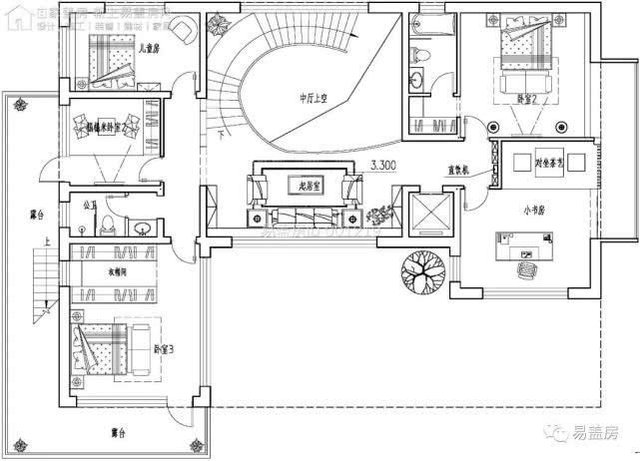 儿童房
中厅上空
卧室2
榻榻米卧室2
下
3.300
直饮机
对坐茶艺
起居室
小书房
公卫
露台
上
衣帽间
卧室3
露台
易盖房